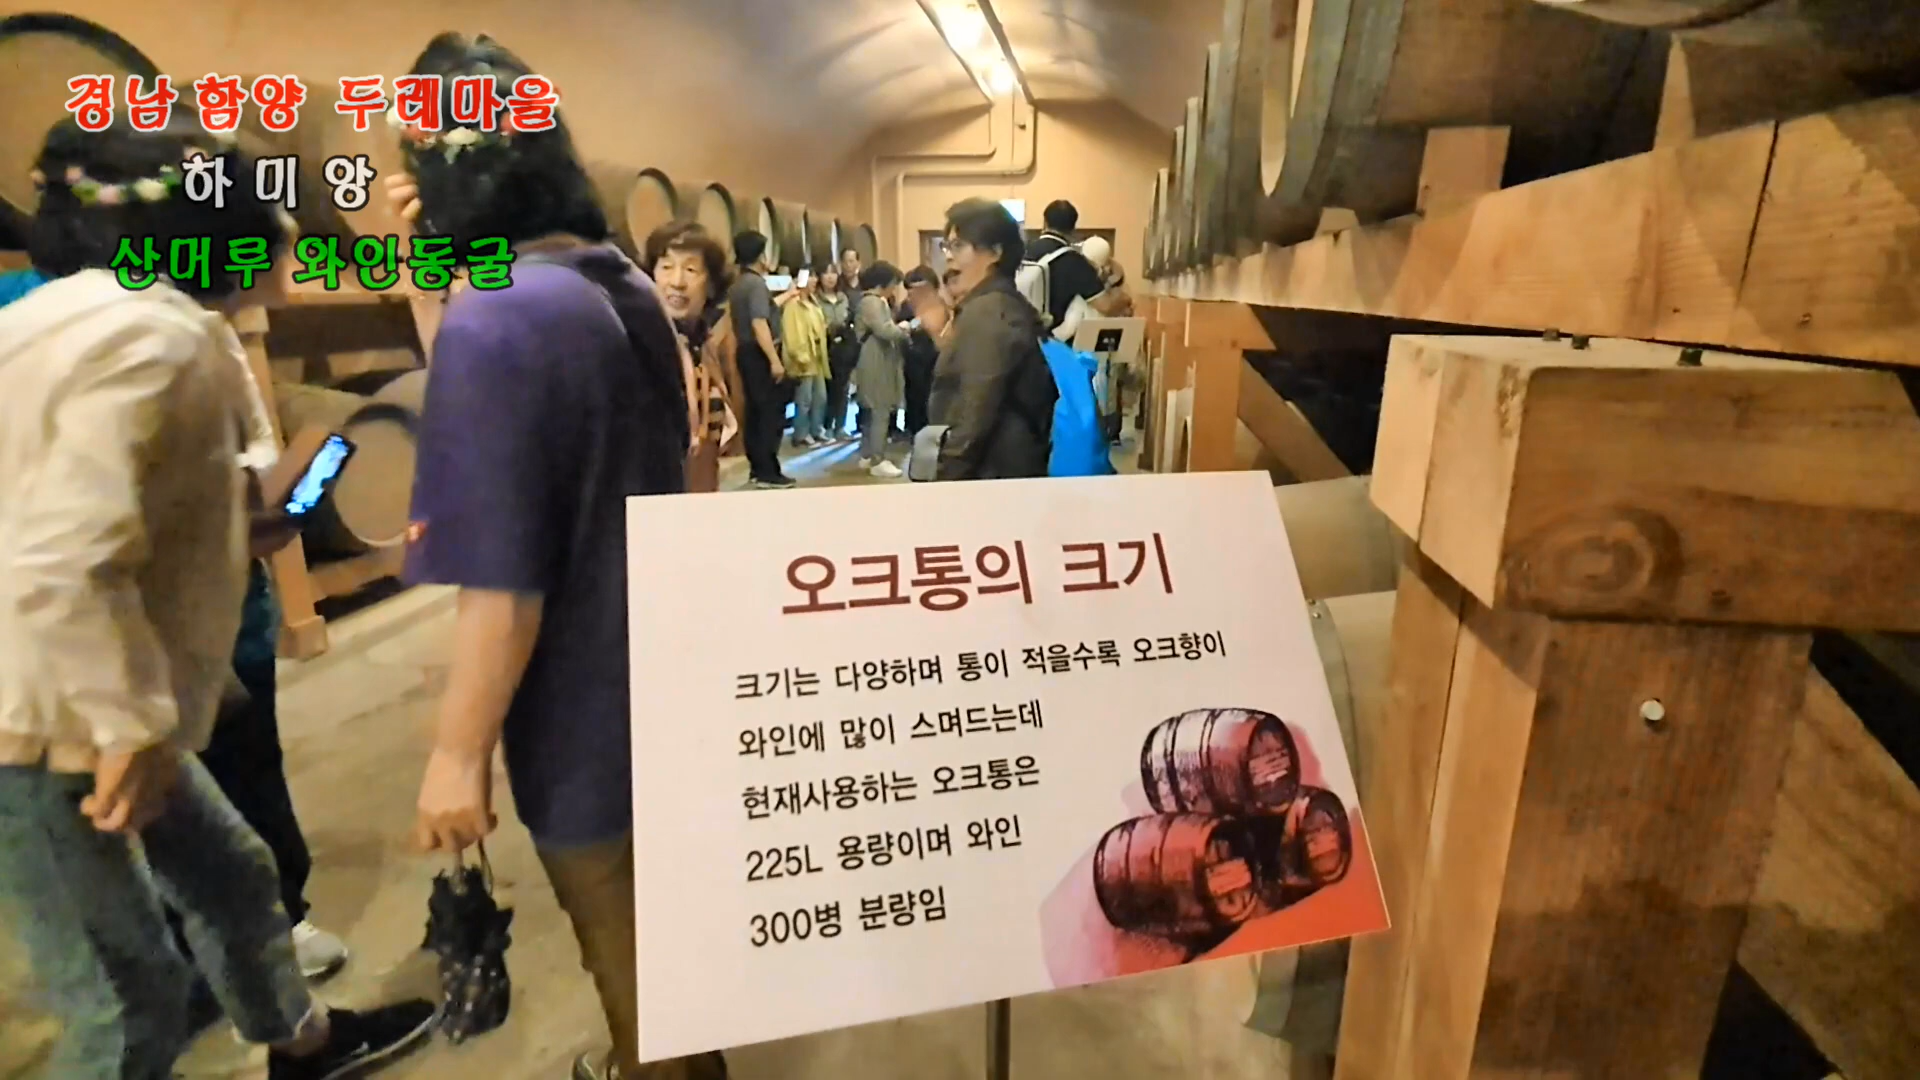 경남 함양 두레마을
하미앙
산머루 와인동굴
오크통의 크기
크기는 다양하며 통이 적을수록 오크향이
와인에 많이 스며드는데
현재사용하는 오크통은
225L 용량이며 와인
300병 분량임